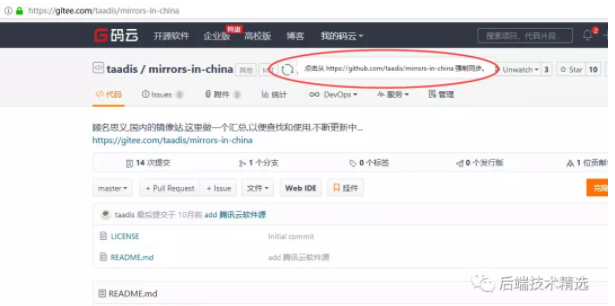 https://gitee.com/taadis/mirrors-in-china
码云 开源软件 企业版 特惠 高校版 博客 我的码云 搜索项目、代码片段...
taadis / mirrors-in-china 其他 点击从 https://github.com/taadis/mirrors-in-china 强制同步。 Unwatch 3 Star 10
代码 Issues 0 附件 0 统计 DevOps 服务 管理
顾名思义,国内的镜像站,这里做一个汇总,以便查找和使用.不断更新中...
https://gitee.com/taadis/mirrors-in-china
14 次提交 1 个分支 0 个标签 0 个发行版 1 位贡献
master + Pull Request + Issue 文件 Web IDE 挂件 克隆
taadis 最后提交于 10月前 add 腾讯云软件源
LICENSE Initial commit
README.md add 腾讯云软件源
README.md
后端技术精选